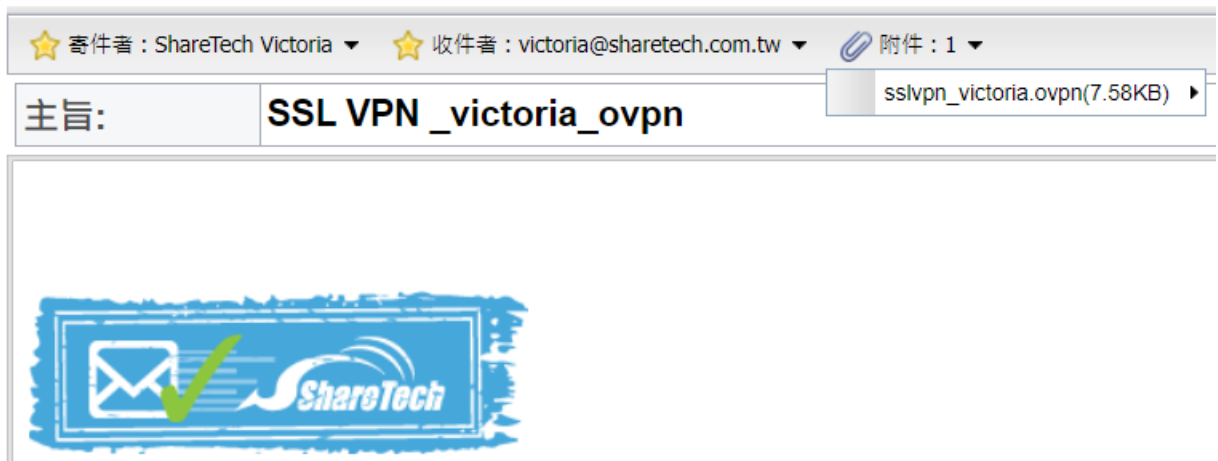 寄件者：ShareTech Victoria 收件者：victoria@sharetech.com.tw 附件：1
sslvpn_victoria.ovpn(7.58KB)
主旨: SSL VPN _victoria_ovpn
ShareTech